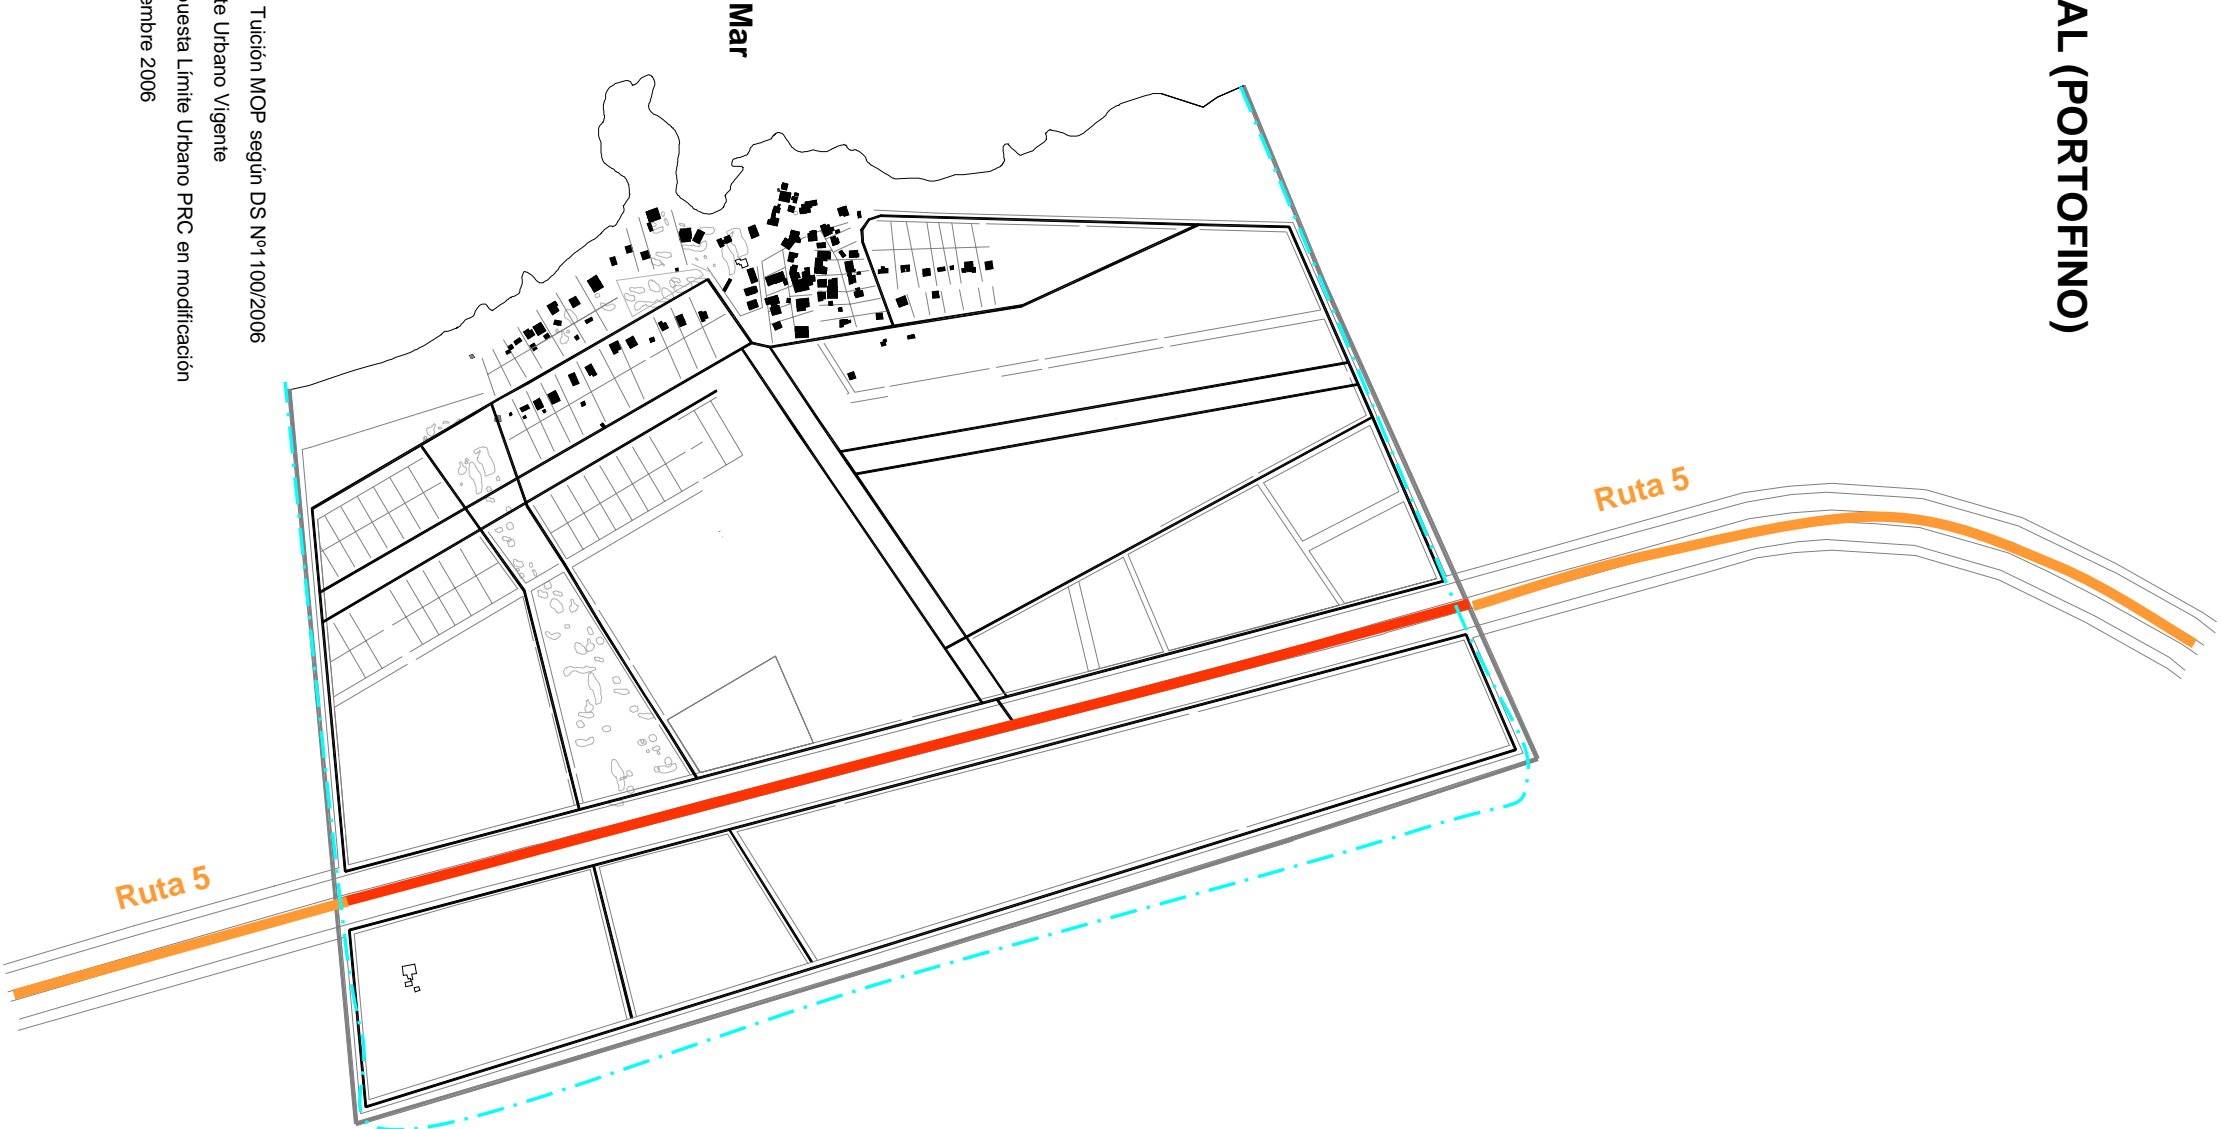 AL (PORTOFINO)
Mar
Tuición MOP según DS Nº1100/2006
te Urbano Vigente
uesta Límite Urbano PRC en modificación
embre 2006
Ruta 5
Ruta 5